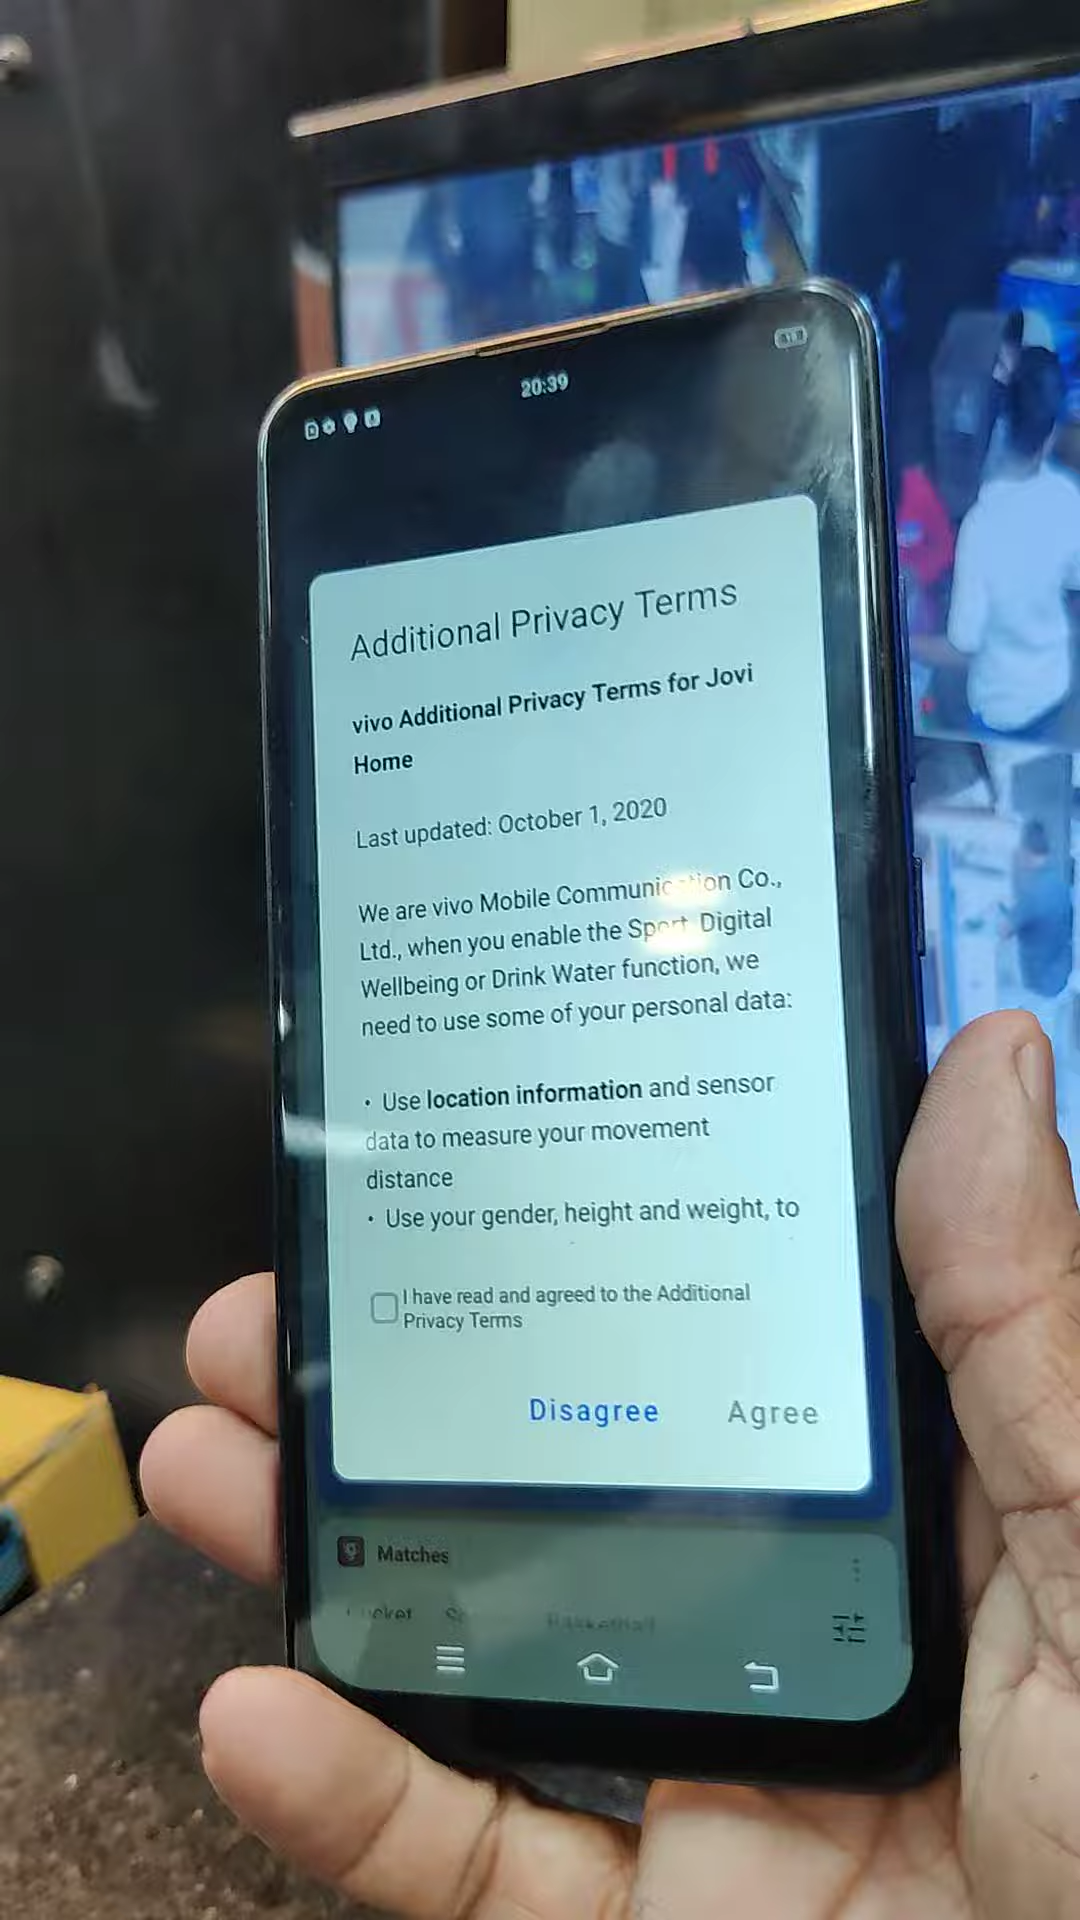 20:39
Additional Privacy Terms
vivo Additional Privacy Terms for Jovi
Home
Last updated: October 1, 2020
We are vivo Mobile Communication Co.,
Ltd., when you enable the Sport, Digital
Wellbeing or Drink Water function, we
need to use some of your personal data:
• Use location information and sensor
data to measure your movement
distance
• Use your gender, height and weight, to
I have read and agreed to the Additional
Privacy Terms
Disagree Agree
Matches